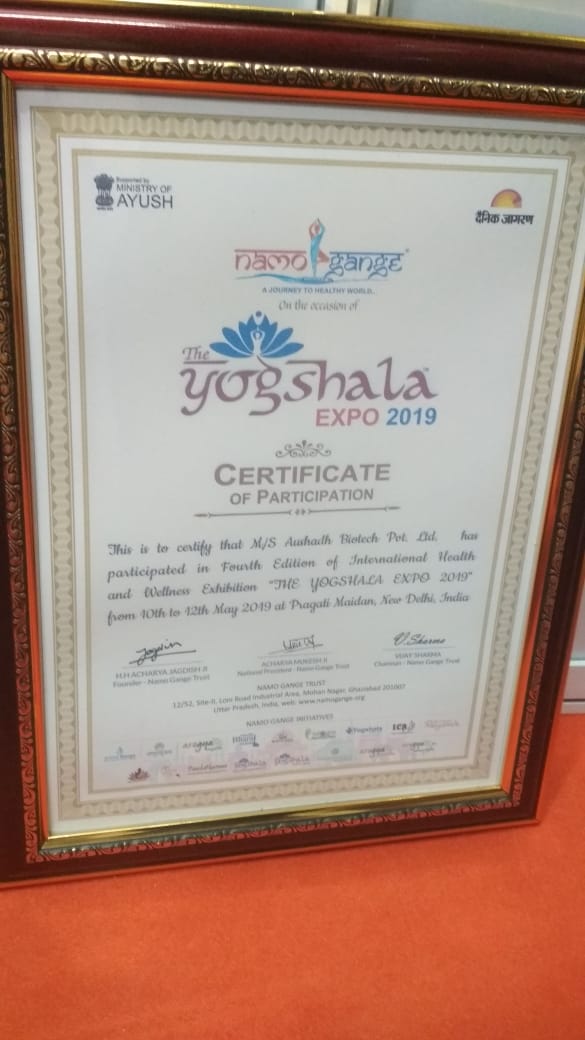 Supported by
MINISTRY OF
AYUSH
दैनिक जागरण
namo gange
A JOURNEY TO HEALTHY WORLD..
On the occasion of
The
yogshala
EXPO 2019
CERTIFICATE
OF PARTICIPATION
This is to certify that M/S Aushadh Biotech Pvt. Ltd. has
participated in Fourth Edition of International Health
and Wellness Exhibition "THE YOGSHALA EXPO 2019"
from 10th to 12th May 2019 at Pragati Maidan, New Delhi, India
V. Sharma
H.H ACHARYA JAGDISH JI
Founder - Namo Gange Trust
ACHARYA MUKESH JI
National President - Namo Gange Trust
VIJAY SHARMA
Chairman - Namo Gange Trust
NAMO GANGE TRUST
12/52, Site-II, Loni Road Industrial Area, Mohan Nagar, Ghaziabad 201007
Uttar Pradesh, India, web: www.namogange.org
NAMO GANGE INITIATIVES
arogya
Yogshala